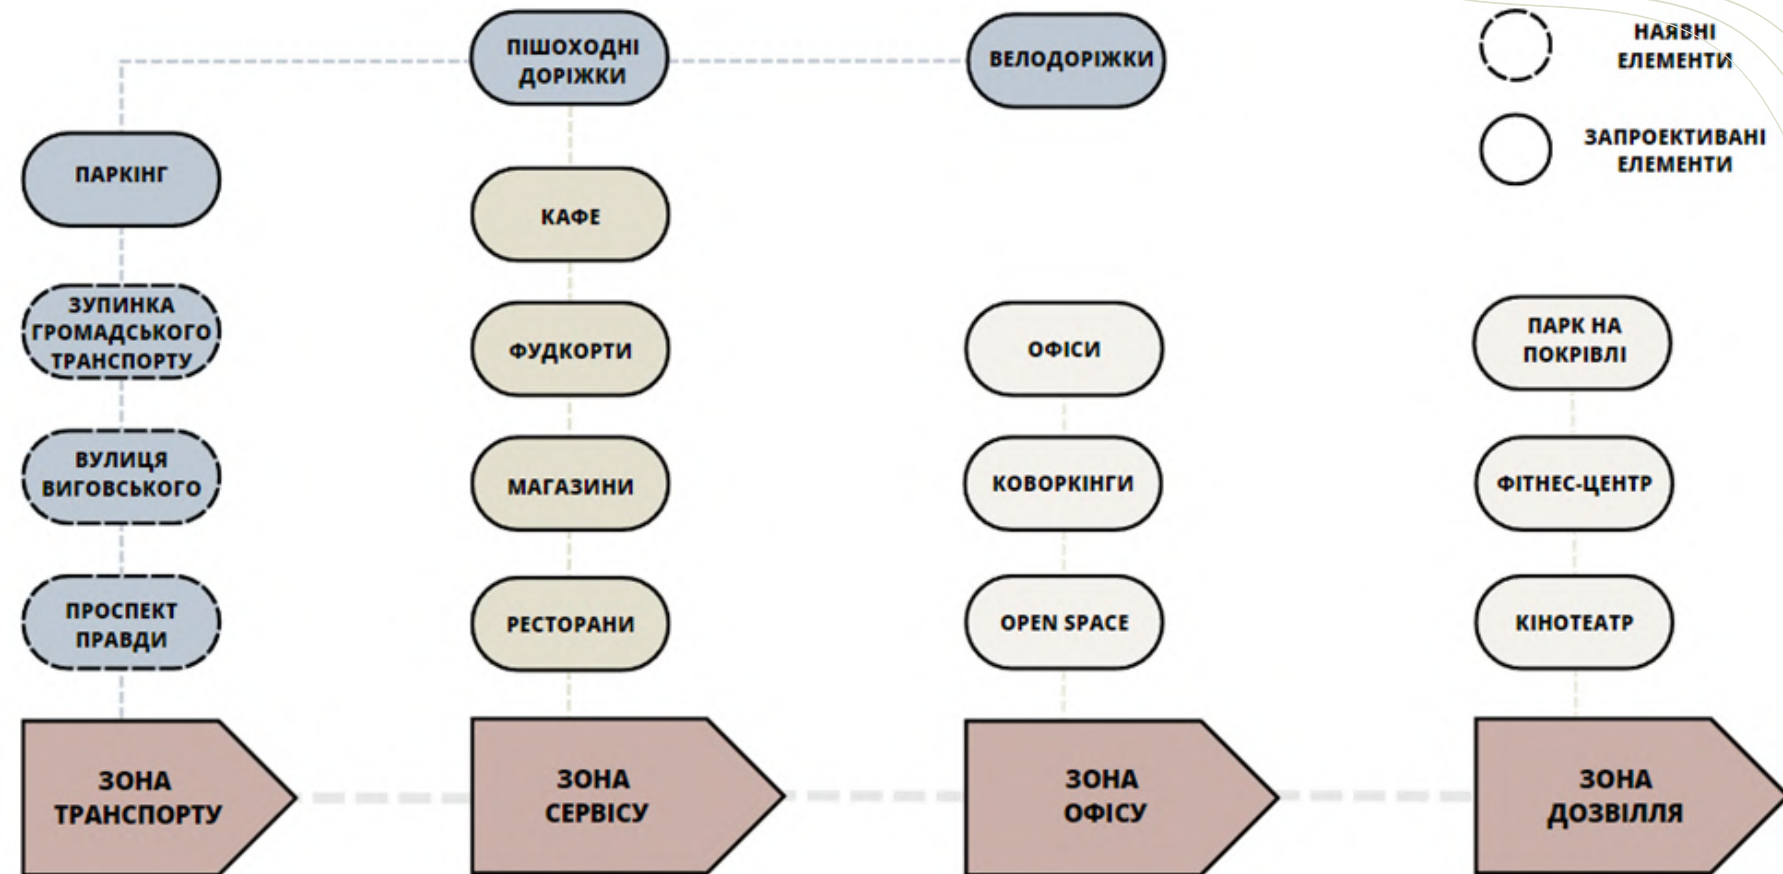 ПІШОХОДНІ
ДОРІЖКИ
ВЕЛОДОРІЖКИ
НАЯВНІ
ЕЛЕМЕНТИ
ЗАПРОЕКТИВАНІ
ЕЛЕМЕНТИ
ПАРКІНГ
КАФЕ
ЗУПИНКА
ГРОМАДСЬКОГО
ТРАНСПОРТУ
ФУДКОРТИ
ОФІСИ
ПАРК НА
ПОКРІВЛІ
ВУЛИЦЯ
ВИГОВСЬКОГО
МАГАЗИНИ
КОВОРКІНГИ
ФІТНЕС-ЦЕНТР
ПРОСПЕКТ
ПРАВДИ
РЕСТОРАНИ
OPEN SPACE
КІНОТЕАТР
ЗОНА
ТРАНСПОРТУ
ЗОНА
СЕРВІСУ
ЗОНА
ОФІСУ
ЗОНА
ДОЗВІЛЛЯ